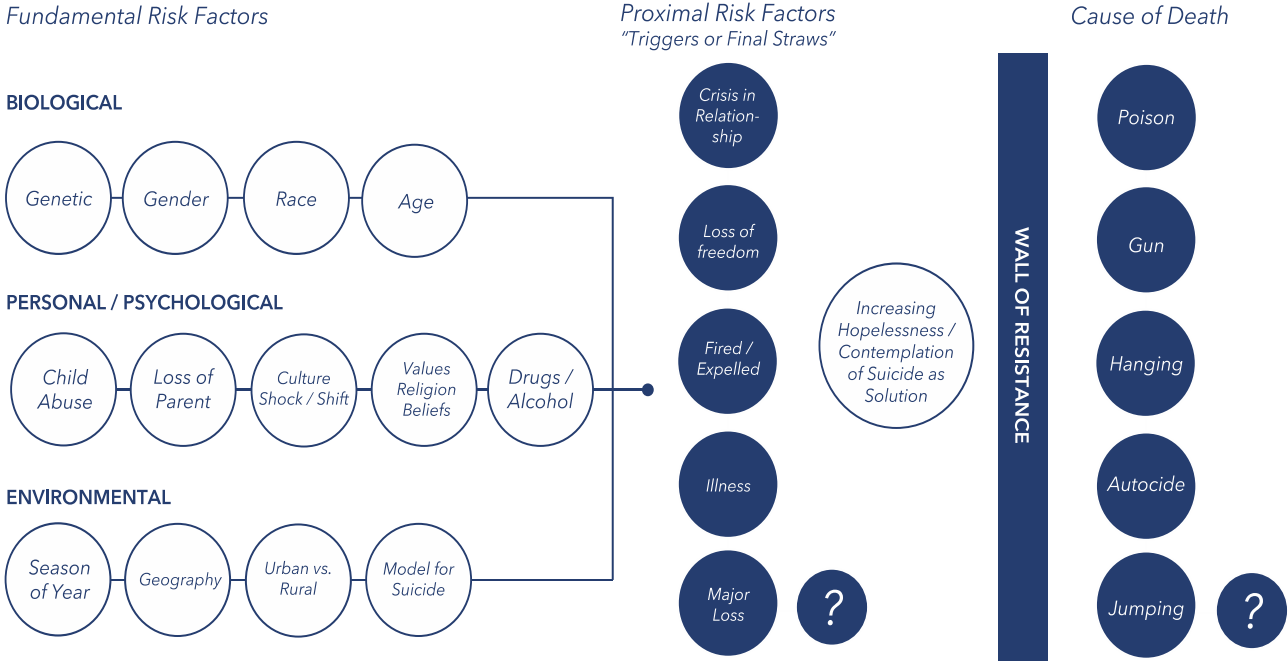 Fundamental Risk Factors
BIOLOGICAL
Genetic
Gender
Race
Age
PERSONAL / PSYCHOLOGICAL
Child
Abuse
Loss of
Parent
Culture
Shock / Shift
Values
Religion
Beliefs
Drugs /
Alcohol
ENVIRONMENTAL
Season
of Year
Geography
Urban vs.
Rural
Model for
Suicide
Proximal Risk Factors
“Triggers or Final Straws”
Crisis in
Relation-
ship
Loss of
freedom
Fired /
Expelled
Illness
Major
Loss
?
Increasing
Hopelessness /
Contemplation
of Suicide as
Solution
WALL OF RESISTANCE
Cause of Death
Poison
Gun
Hanging
Autocide
Jumping
?